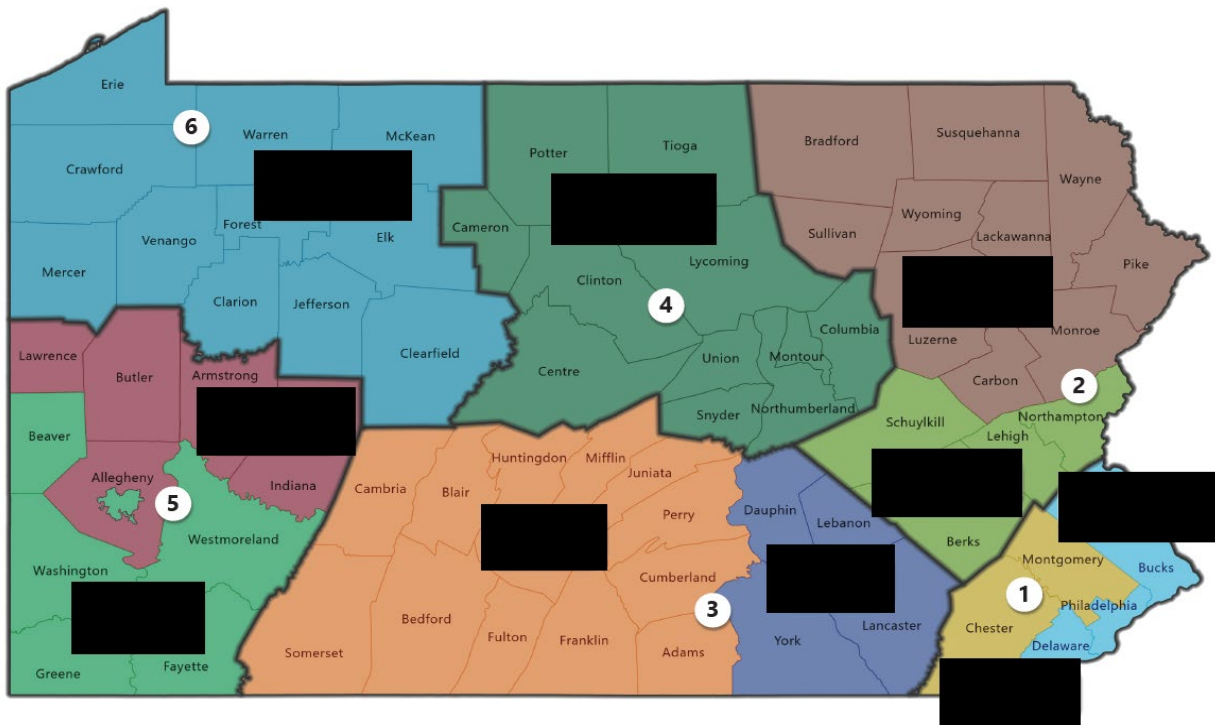 Erie
6
Warren
McKean
Crawford
Forest
Elk
Venango
Mercer
Clarion
Jefferson
Clearfield
Potter
Tioga
Cameron
Clinton
Lycoming
4
Columbia
Union
Montour
Centre
Snyder
Northumberland
Bradford
Susquehanna
Wayne
Wyoming
Sullivan
Lackawanna
Pike
Luzerne
Monroe
Carbon
2
Lawrence
Butler
Armstrong
Beaver
Allegheny
Indiana
5
Westmoreland
Washington
Greene
Fayette
Huntingdon
Mifflin
Juniata
Cambria
Blair
Perry
Cumberland
Bedford
3
Somerset
Fulton
Franklin
Adams
Dauphin
Lebanon
York
Lancaster
Schuylkill
Northampton
Lehigh
Berks
Montgomery
Bucks
1
Philadelphia
Chester
Delaware